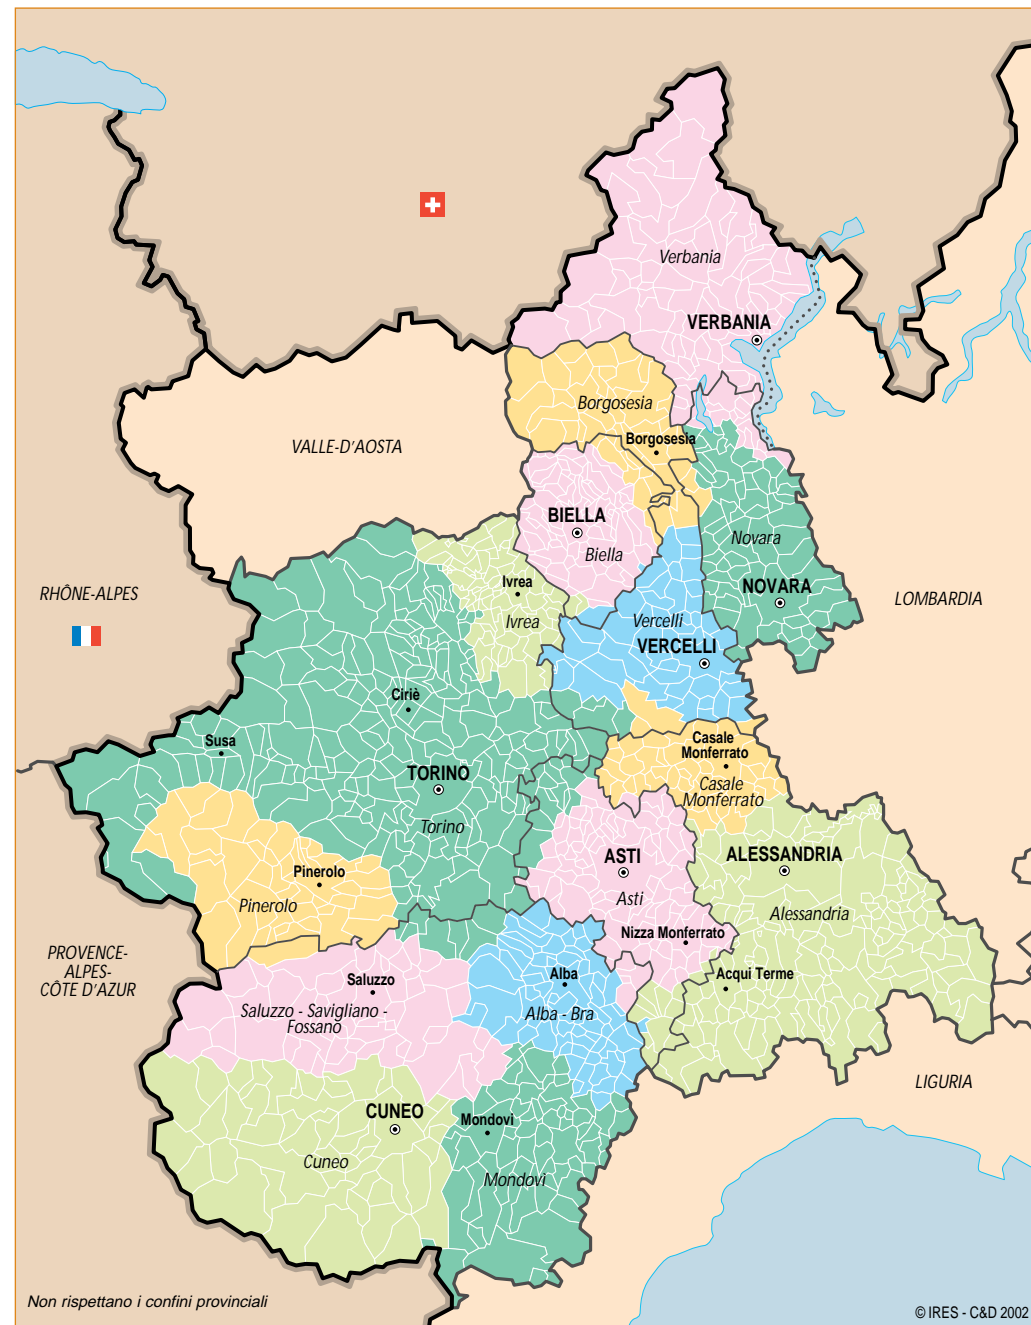 Verbania
VERBANIA
Borgosesia
Borgosesia
VALLE-D'AOSTA
BIELLA
Biella
Novara
NOVARA
RHÔNE-ALPES
LOMBARDIA
Ivrea
Ivrea
Vercelli
VERCELLI
Ciriè
Susa
TORINO
Torino
Casale
Monferrato
Casale
Monferrato
ASTI
Asti
ALESSANDRIA
Alessandria
Pinerolo
Pinerolo
Nizza Monferrato
PROVENCE-
ALPES-
CÔTE D'AZUR
Saluzzo
Saluzzo - Savigliano -
Fossano
Alba
Alba - Bra
Acqui Terme
LIGURIA
CUNEO
Cuneo
Mondovi
Mondovi
Non rispettano i confini provinciali
© IRES - C&D 2002